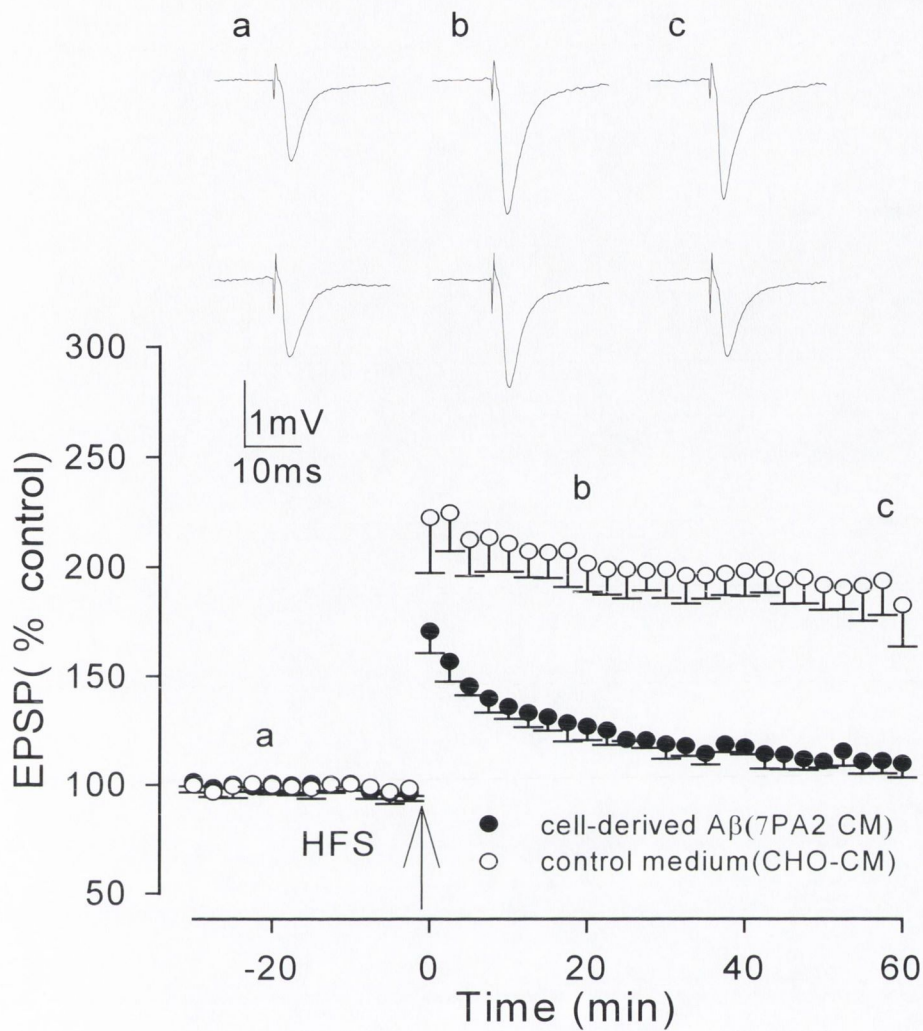 a b c
300
1mV
250
10ms
b
c
200
150
a
100
HFS
cell-derived Aβ(7PA2 CM)
control medium(CHO-CM)
50
-20 0 20 40 60
Time (min)
EPSP( % control)